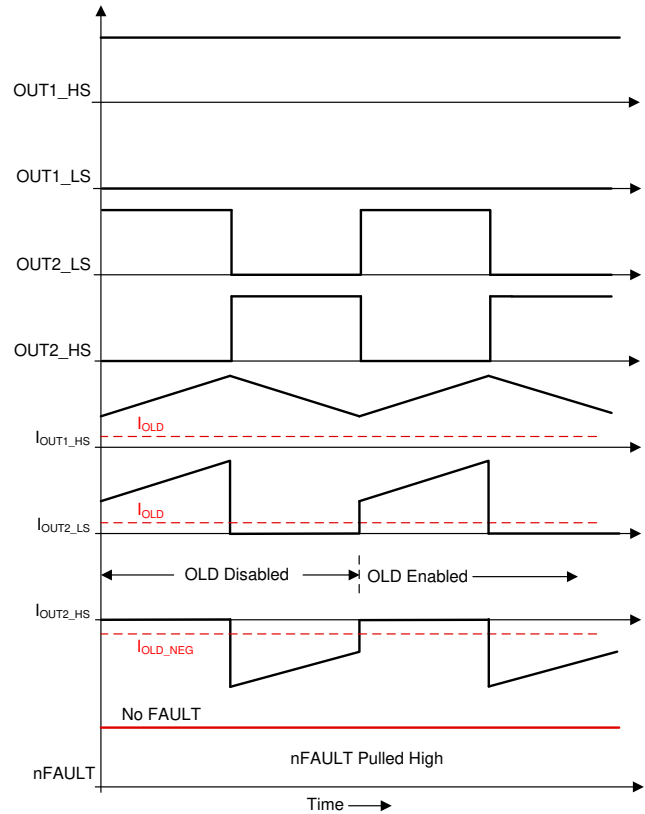 OUT1_HS
OUT1_LS
OUT2_LS
OUT2_HS
IOLD
IOUT1_HS
IOLD
IOUT2_LS
OLD Disabled
OLD Enabled
IOUT2_HS
IOLD_NEG
No FAULT
nFAULT Pulled High
nFAULT
Time